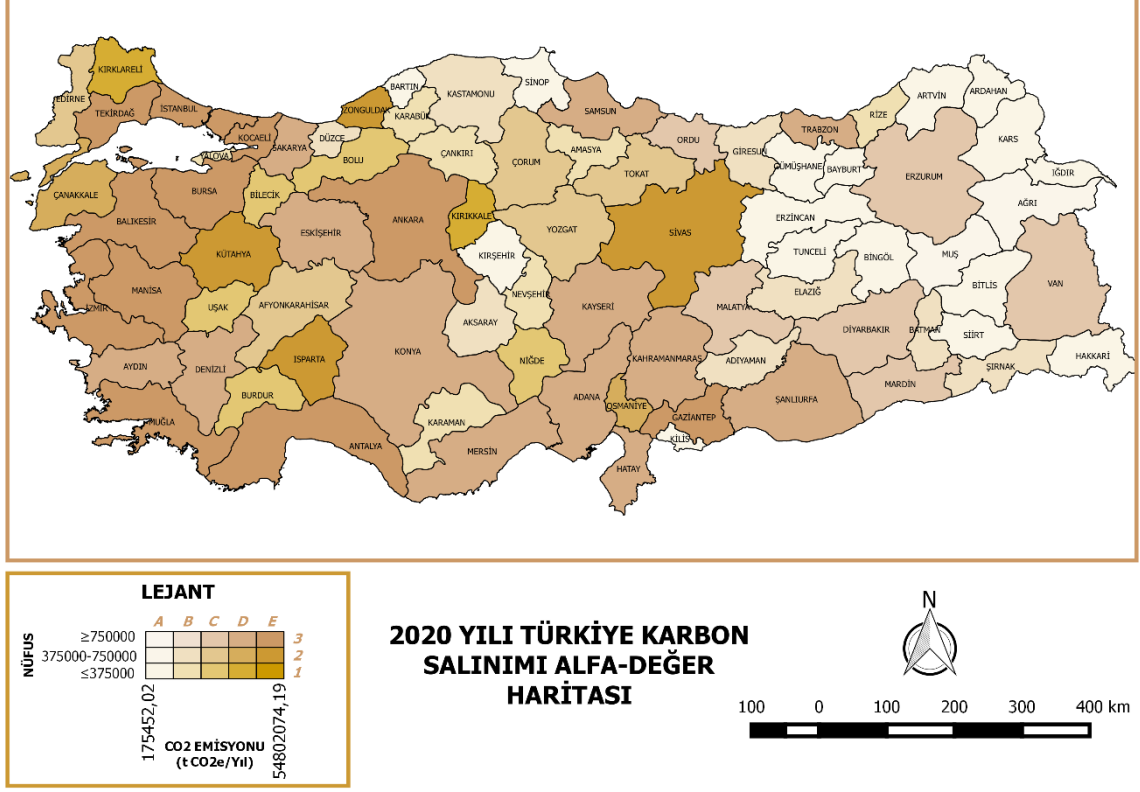 KIRKLARELİ
EDİRNE
TEKİRDAĞ
İSTANBUL
KOCAELİ
SAKARYA
YALOVA
DÜZCE
ZONGULDAK
BARTIN
KARABÜK
KASTAMONU
SİNOP
SAMSUN
ORDU
GİRESUN
TRABZON
RİZE
ARTVİN
ARDAHAN
KARS
IĞDIR
AĞRI
BOLU
ÇANKIRI
ÇORUM
AMASYA
TOKAT
GÜMÜŞHANE
BAYBURT
ERZURUM
ÇANAKKALE
BALIKESİR
BURSA
BİLECİK
ESKİŞEHİR
ANKARA
KIRIKKALE
YOZGAT
SİVAS
ERZİNCAN
TUNCELİ
BİNGÖL
MUŞ
BİTLİS
VAN
KÜTAHYA
KIRŞEHİR
MANİSA
İZMİR
UŞAK
AFYONKARAHİSAR
AKSARAY
NEVŞEHİR
KAYSERİ
MALATYA
ELAZIĞ
DİYARBAKIR
BATMAN
SİİRT
HAKKARİ
ŞIRNAK
AYDIN
DENİZLİ
ISPARTA
KONYA
NİĞDE
KAHRAMANMARAŞ
ADIYAMAN
MARDİN
BURDUR
MUĞLA
ANTALYA
KARAMAN
MERSİN
ADANA
OSMANİYE
GAZİANTEP
ŞANLIURFA
KİLİS
HATAY
LEJANT
A B C D E
NÜFUS
≥750000 3
375000-750000 2
≤375000 1
175452,02
54802074,19
CO2 EMİSYONU
(t CO2e/Yıl)
2020 YILI TÜRKİYE KARBON
SALINIMI ALFA-DEĞER
HARİTASI
N
100 0 100 200 300 400 km